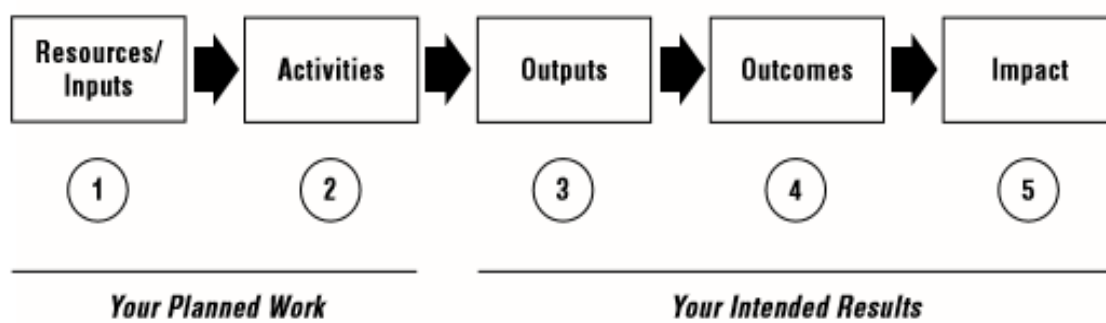 Resources/
Inputs
Activities
Outputs
Outcomes
Impact
1
2
3
4
5
Your Planned Work
Your Intended Results